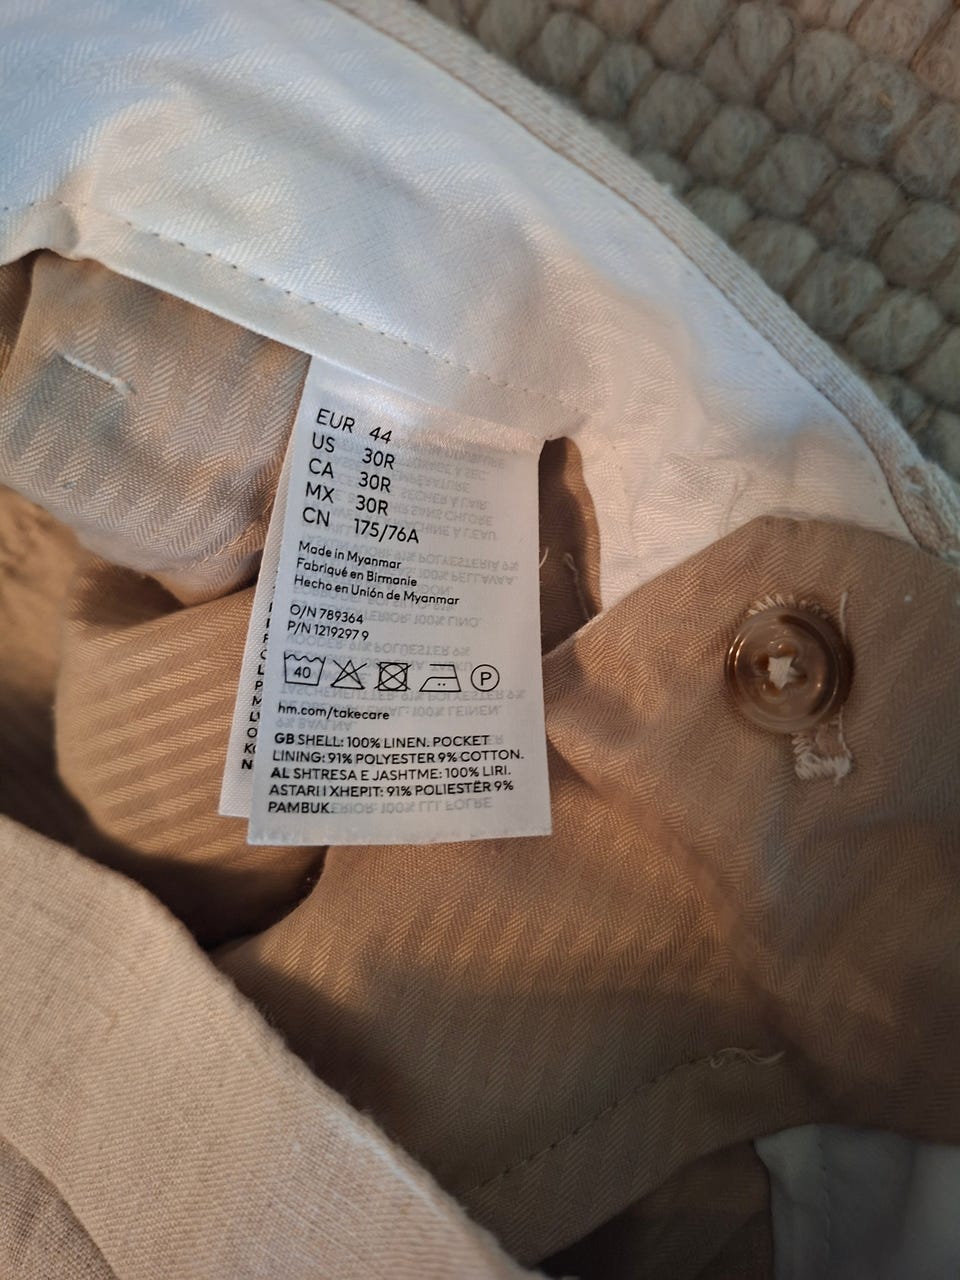 EUR 44
US 30R
CA 30R
MX 30R
CN 175/76A
Made in Myanmar
Fabriqué en Birmanie
Hecho en Unión de Myanmar
O/N 789364
P/N 1219297 9
40 P
hm.com/takecare
GB SHELL: 100% LINEN. POCKET
LINING: 91% POLYESTER 9% COTTON.
AL SHTRESA E JASHTME: 100% LIRI.
ASTARI I XHEPIT: 91% POLIESTËR 9%
PAMBUK.